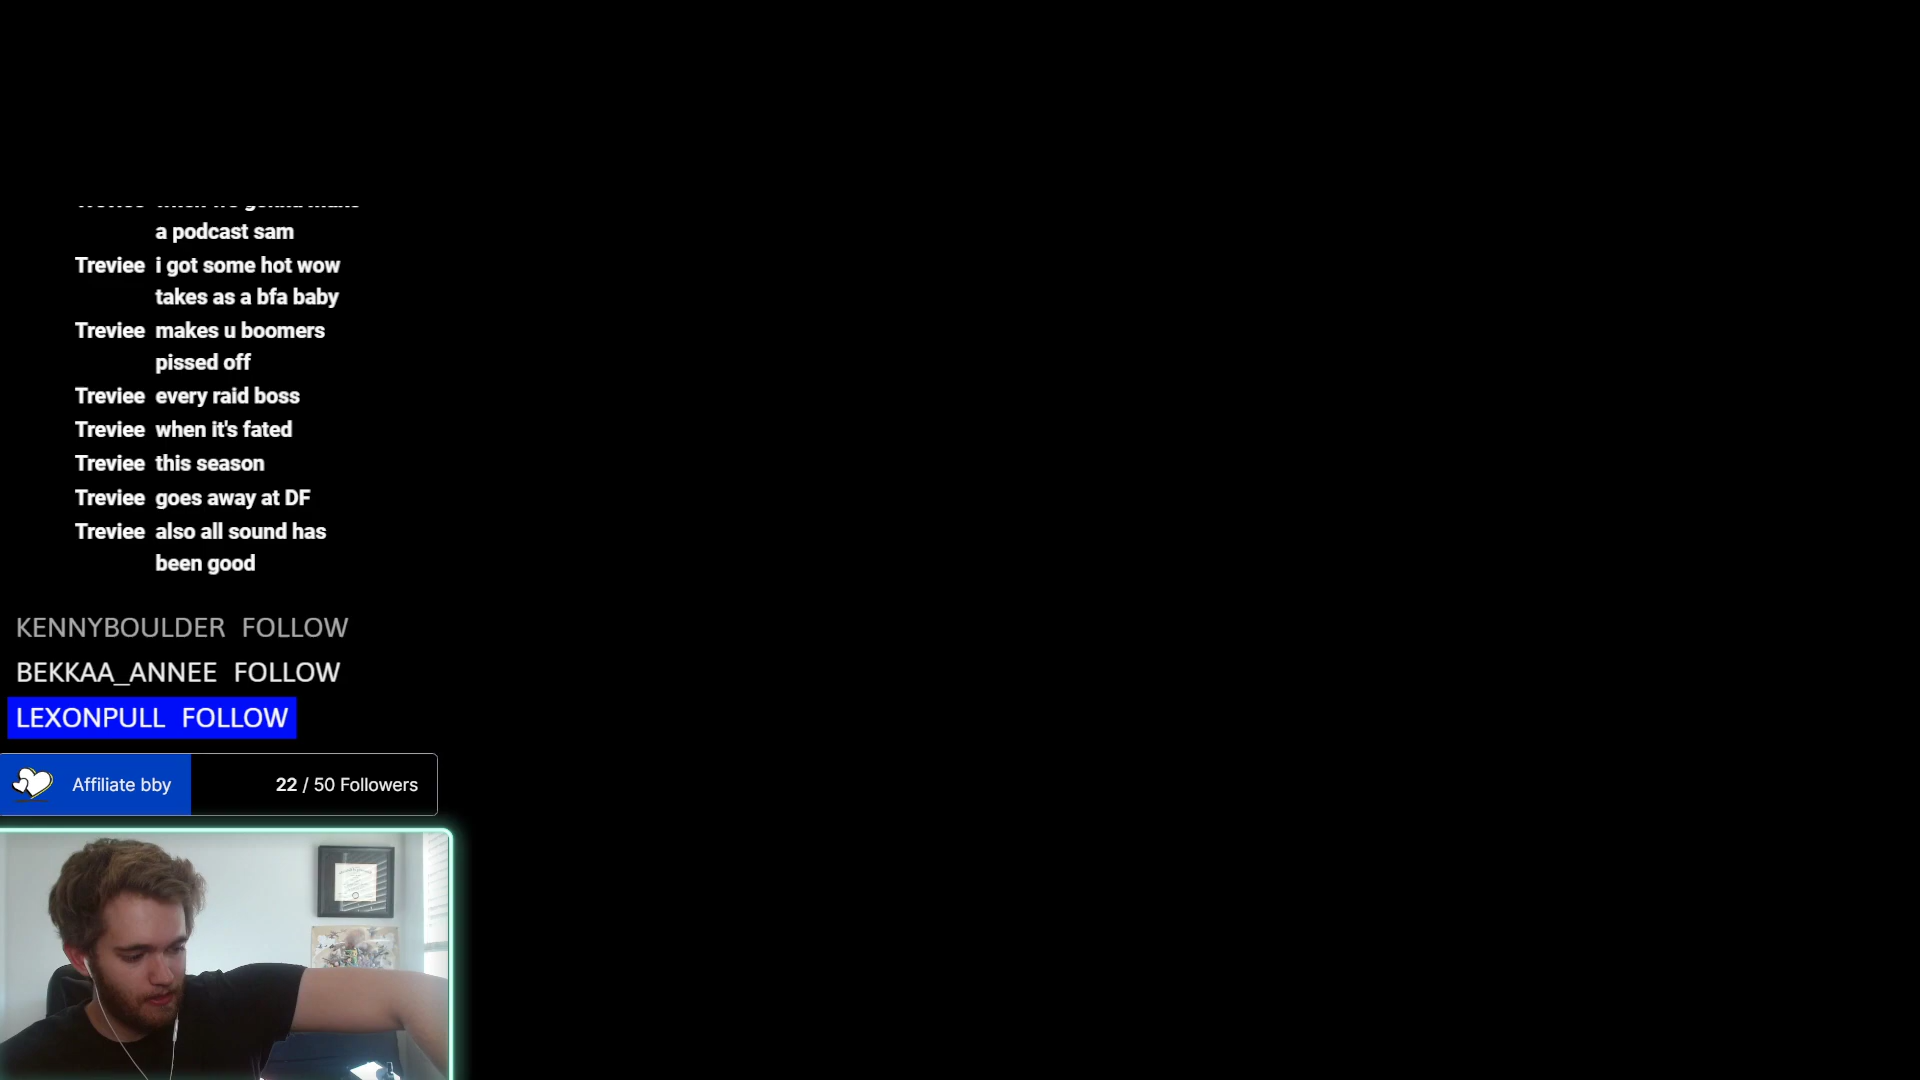 a podcast sam
Treviee i got some hot wow
takes as a bfa baby
Treviee makes u boomers
pissed off
Treviee every raid boss
Treviee when it's fated
Treviee this season
Treviee goes away at DF
Treviee also all sound has
been good
KENNYBOULDER FOLLOW
BEKKAA_ANNEE FOLLOW
LEXONPULL FOLLOW
Affiliate bby 22 / 50 Followers